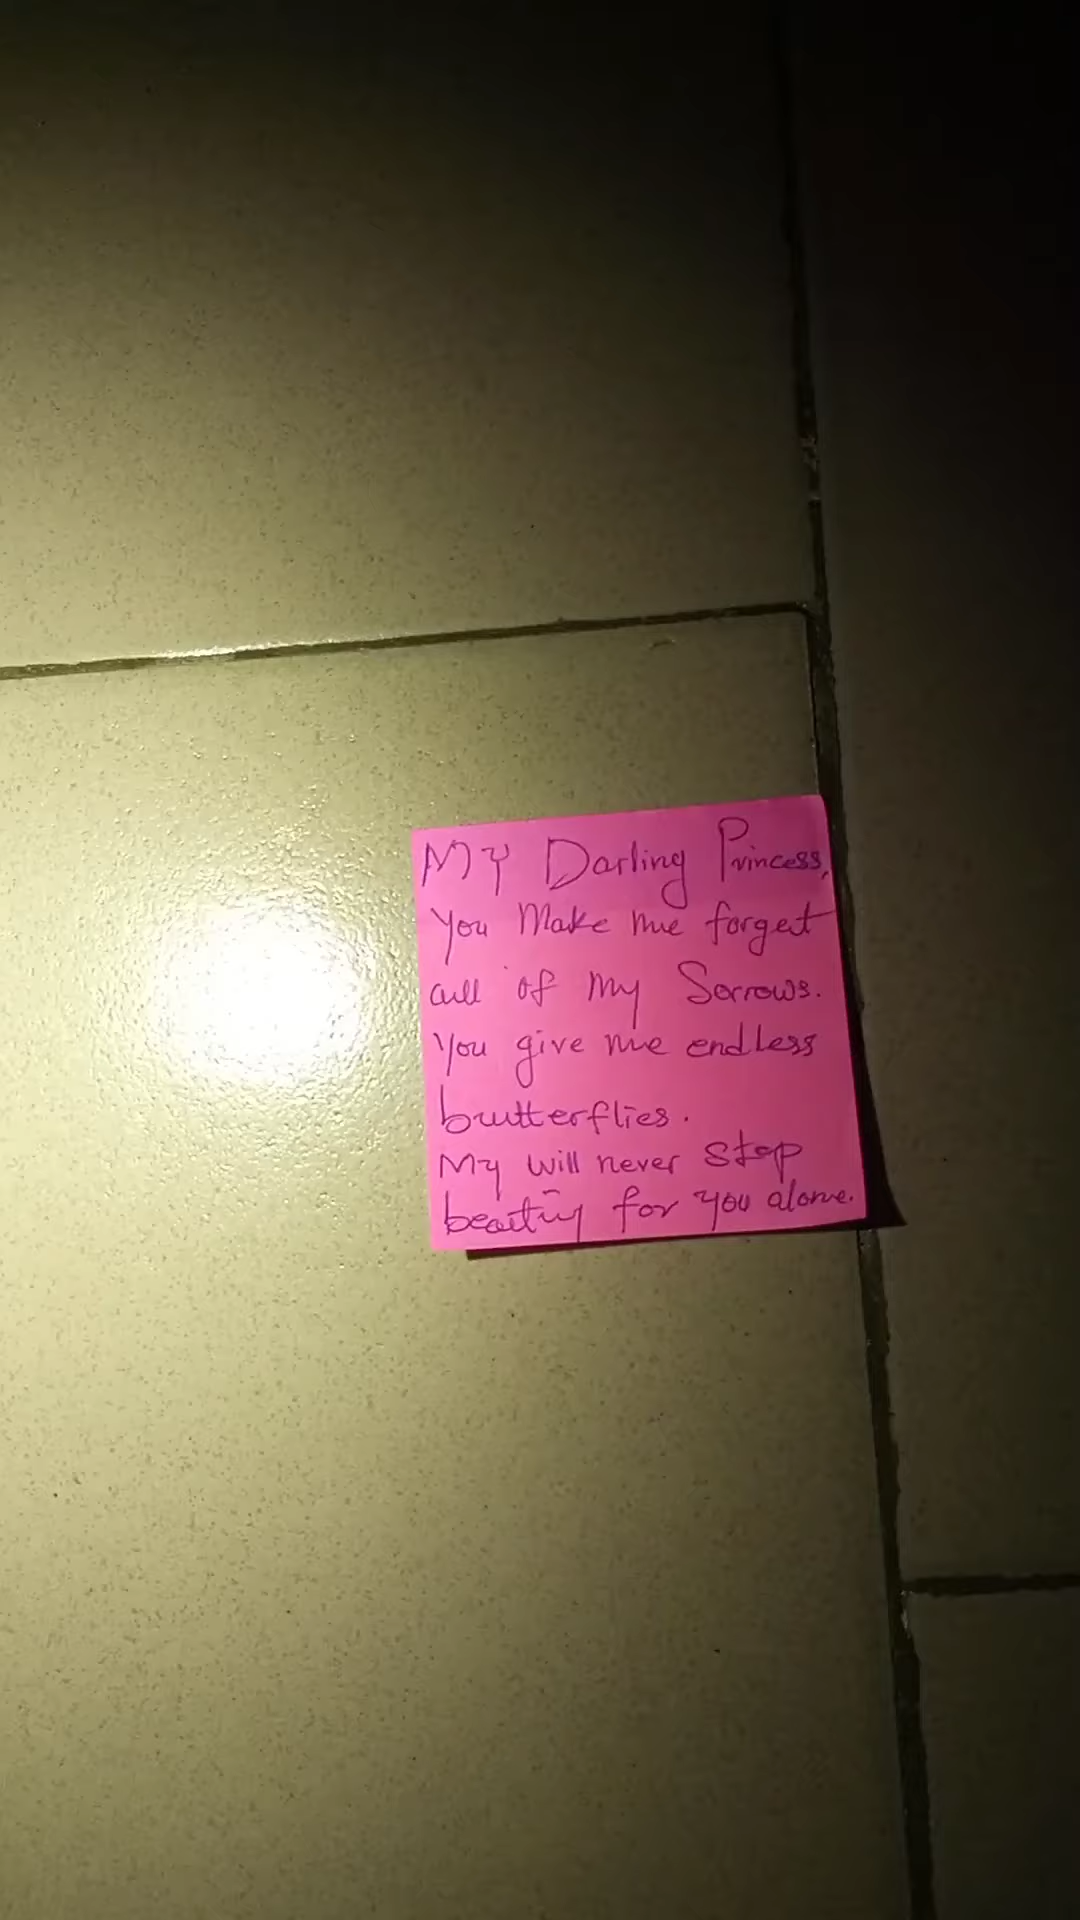 MY Darling Princess,
You Make me forget
all of my Sorrows.
You give me endless
butterflies.
My will never stop
beating for you alone.